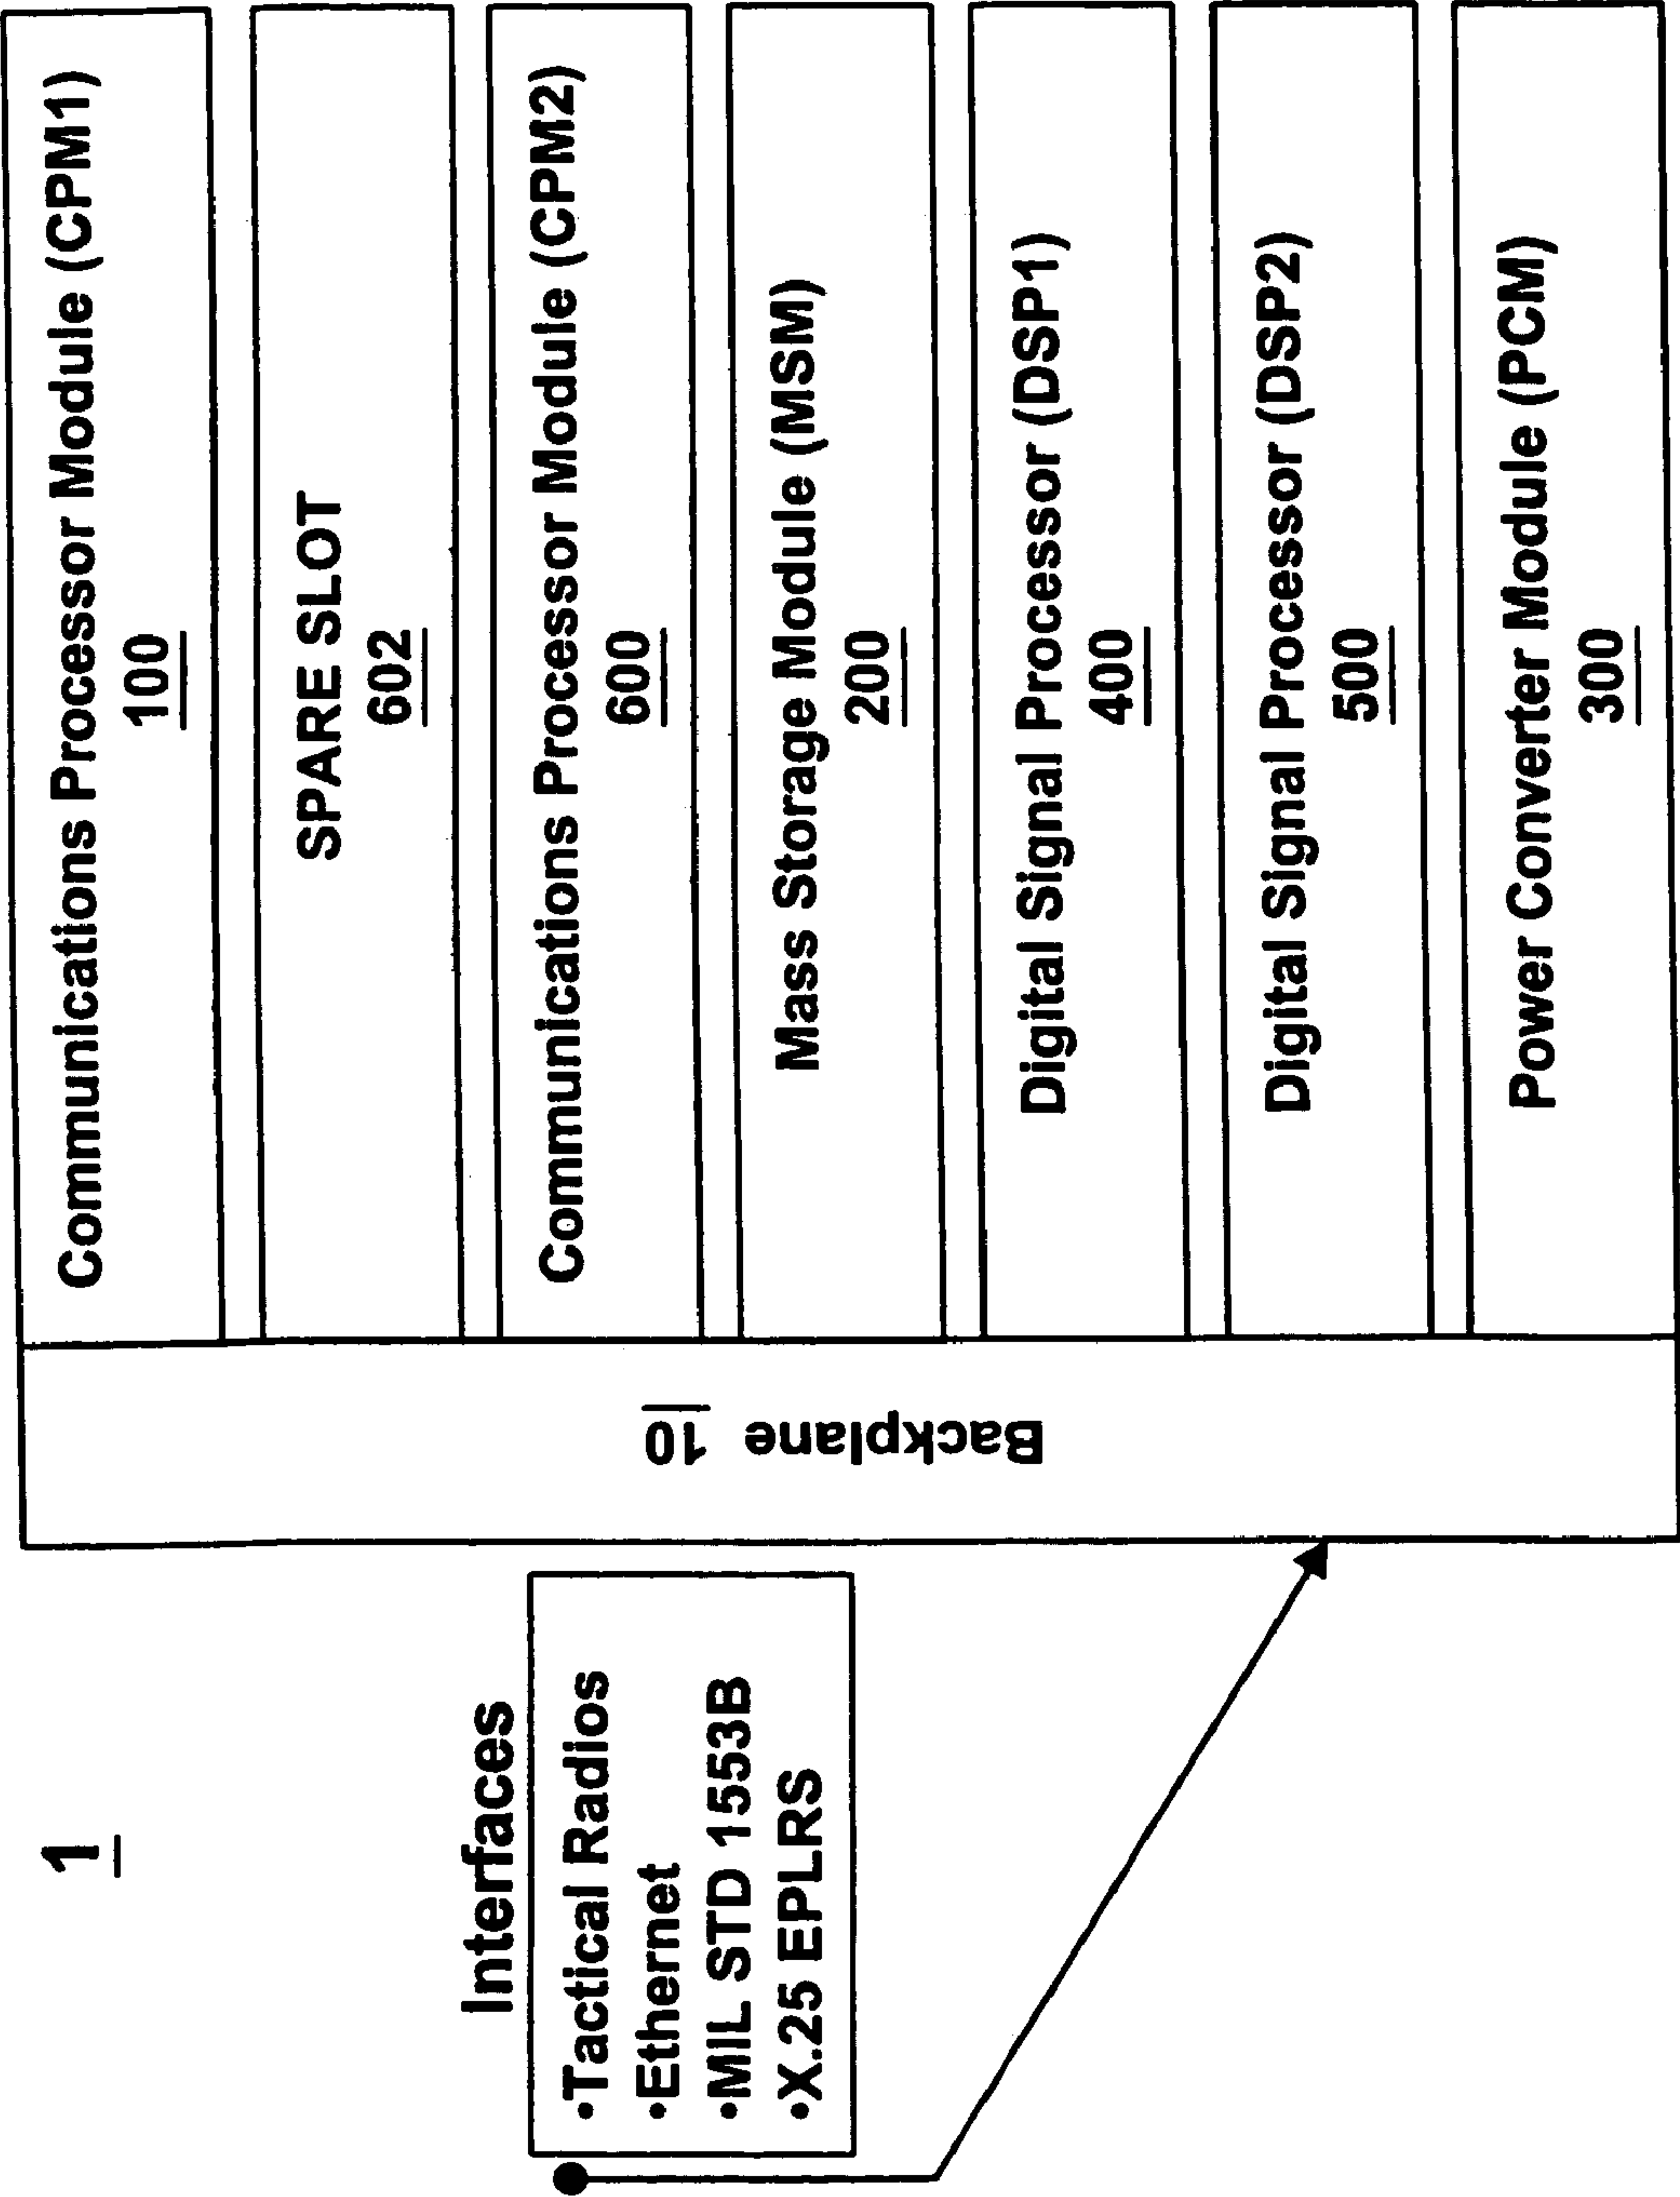 1
Interfaces
•Tactical Radios
•Ethernet
•MIL STD 1553B
•X.25 EPLRS
Backplane 10
Communications Processor Module (CPM1)
100
SPARE SLOT
602
Communications Processor Module (CPM2)
600
Mass Storage Module (MSM)
200
Digital Signal Processor (DSP1)
400
Digital Signal Processor (DSP2)
500
Power Converter Module (PCM)
300